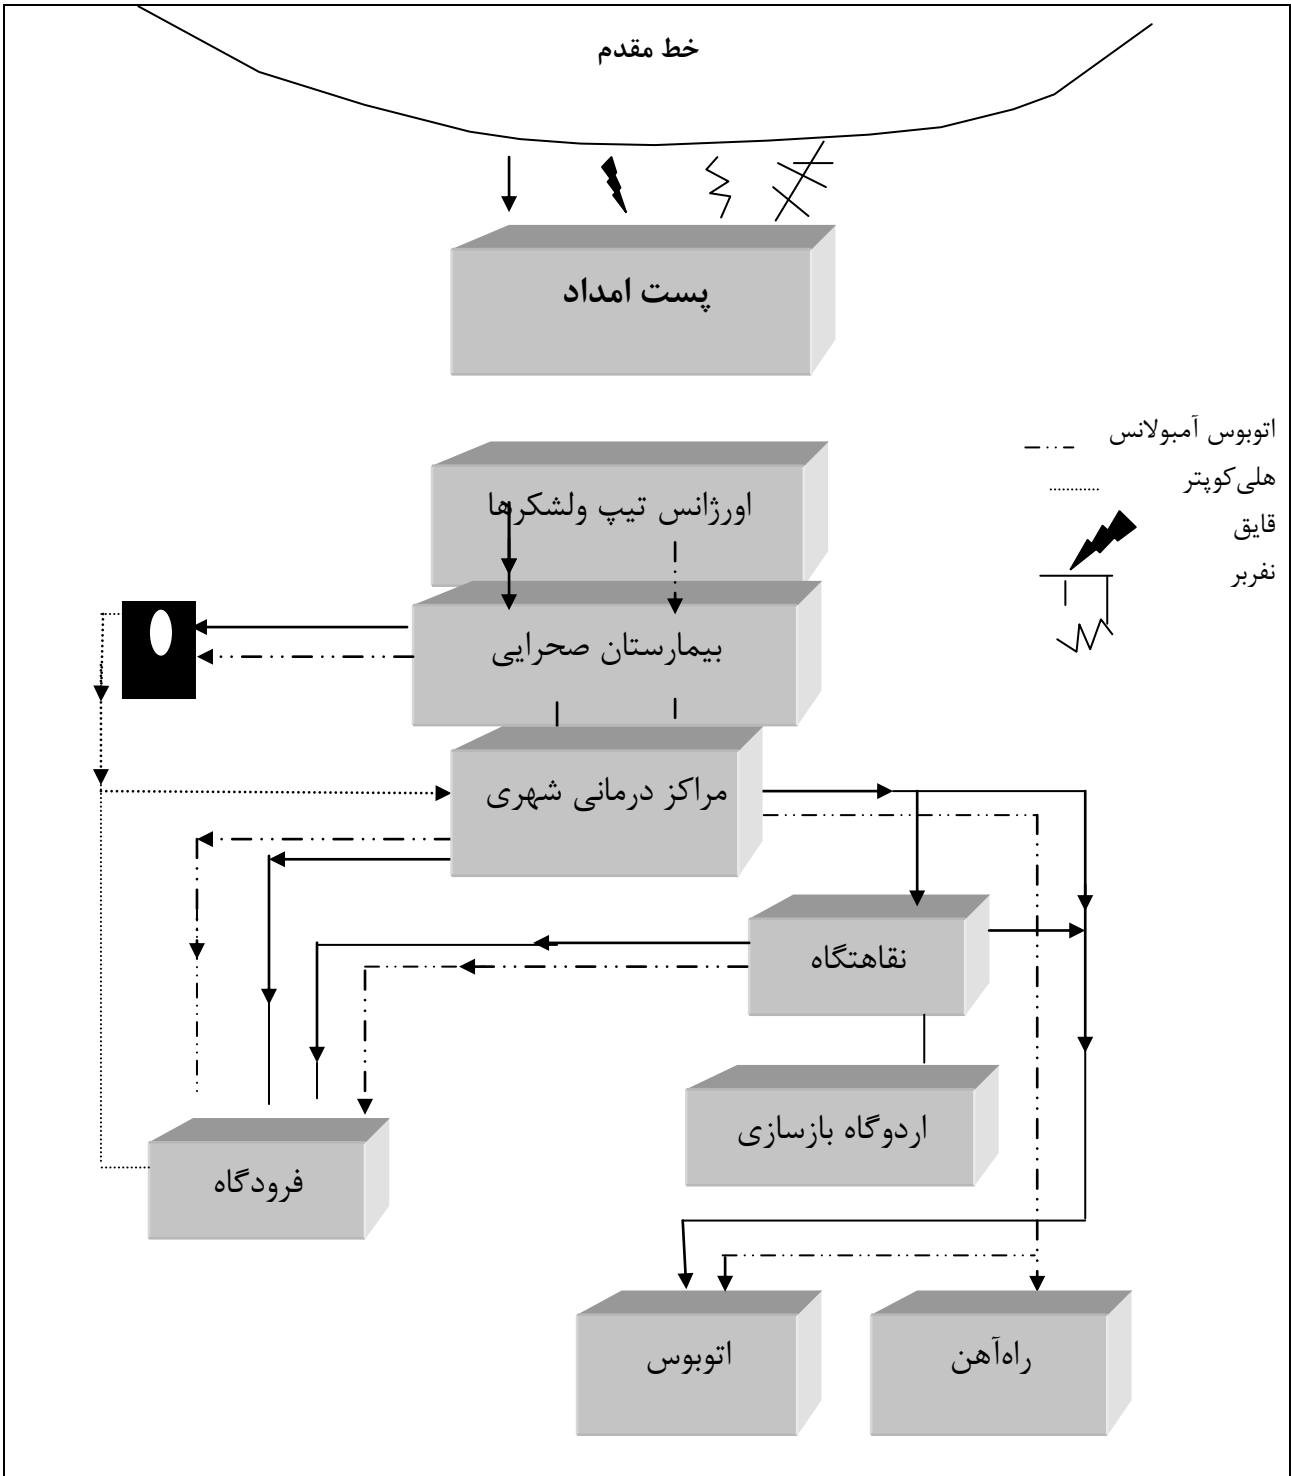 خط مقدم
پست امداد
اتوبوس آمبولانس
هلی‌کوپتر
قایق
نفربر
اورژانس تیپ ولشکرها
بیمارستان صحرایی
مراکز درمانی شهری
نقاهتگاه
اردوگاه بازسازی
فرودگاه
اتوبوس
راه‌آهن